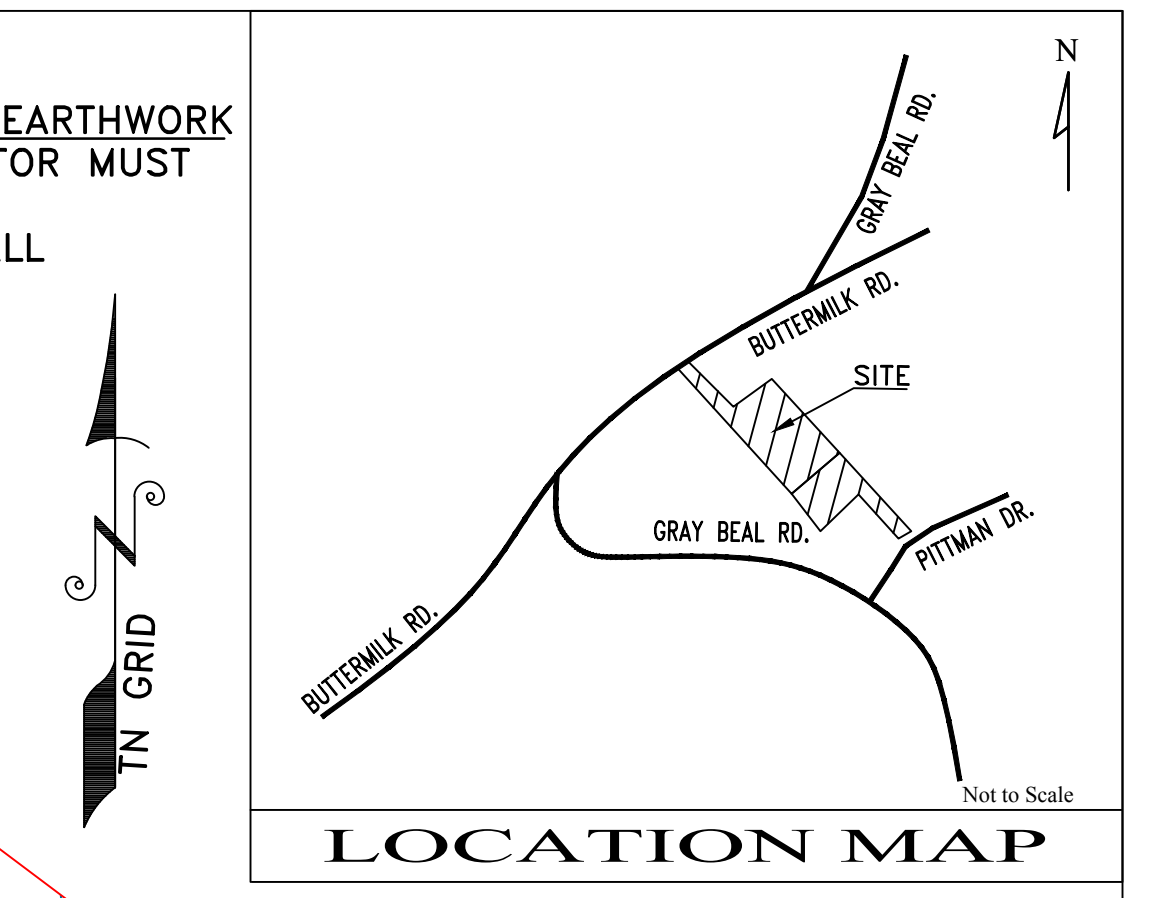 EARTHWORK
TOR MUST
LL
TN GRID
N
GRAY BEAL RD.
BUTTERMILK RD.
SITE
GRAY BEAL RD.
PITTMAN DR.
BUTTERMILK RD.
Not to Scale
LOCATION MAP